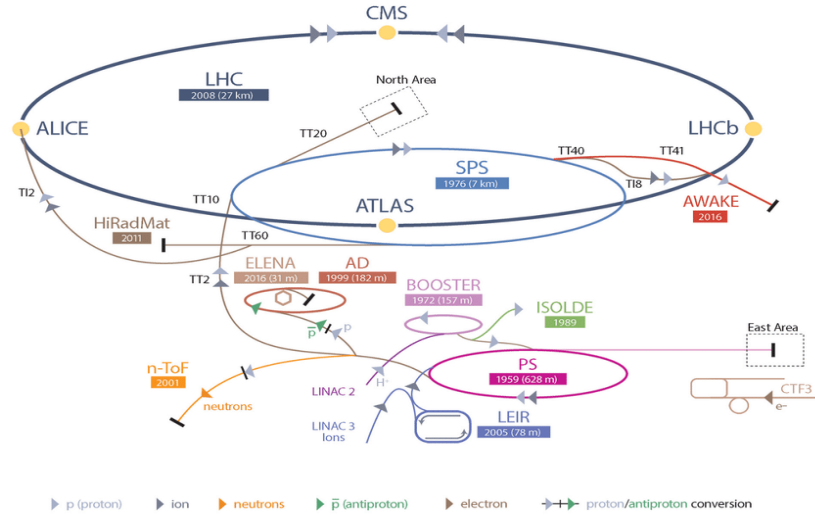 CMS
LHC
2008 (27 km)
North Area
ALICE
TT20
LHCb
TT40
TT41
SPS
1976 (7 km)
TI2
TT10
TI8
AWAKE
2016
HiRadMat
2011
ATLAS
TT60
ELENA
2016 (31 m)
AD
1999 (182 m)
TT2
BOOSTER
1972 (157 m)
ISOLDE
1989
p̅
p
East Area
n-ToF
2001
PS
1959 (628 m)
H⁺
neutrons
LINAC 2
CTF3
e-
LINAC 3
Ions
LEIR
2005 (78 m)
p (proton)
ion
neutrons
p̅ (antiproton)
electron
proton/antiproton conversion